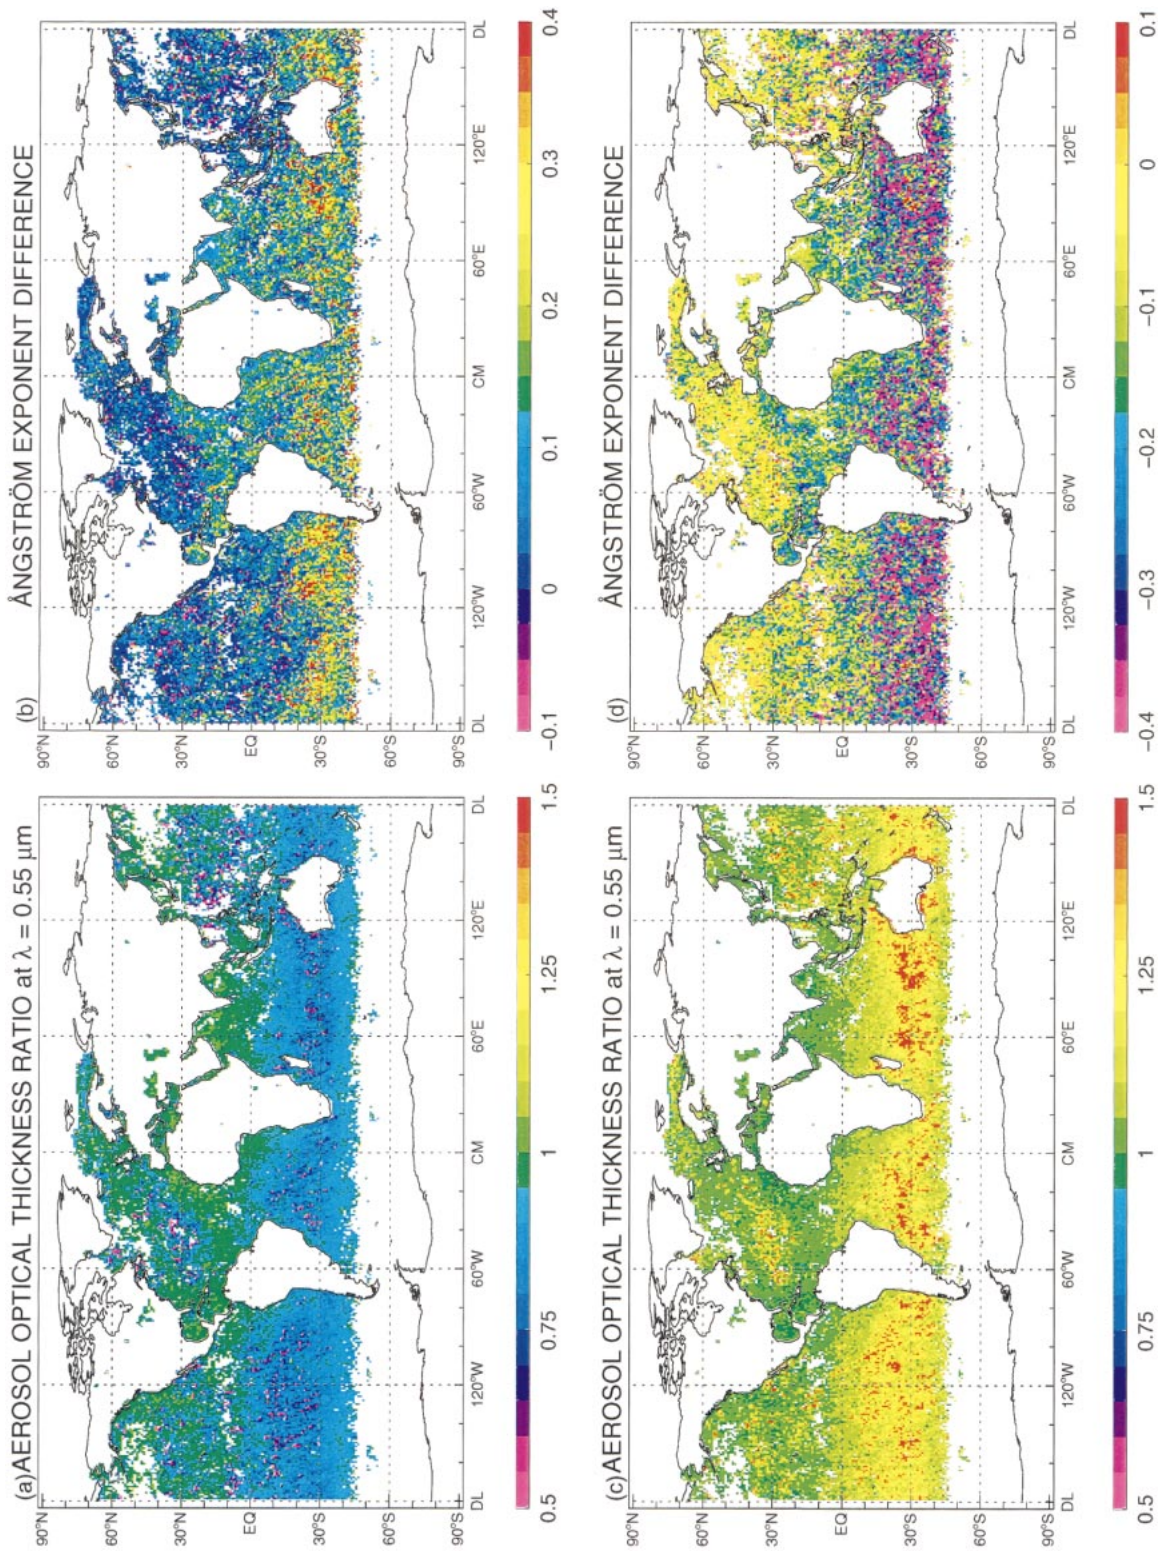 (a) AEROSOL OPTICAL THICKNESS RATIO at λ = 0.55 µm
90°N
60°N
30°N
EQ
30°S
60°S
90°S
DL 120°W 60°W CM 60°E 120°E DL
0.5 0.75 1 1.25 1.5
(b) ÅNGSTRÖM EXPONENT DIFFERENCE
90°N
60°N
30°N
EQ
30°S
60°S
90°S
DL 120°W 60°W CM 60°E 120°E DL
−0.1 0 0.1 0.2 0.3 0.4
(c) AEROSOL OPTICAL THICKNESS RATIO at λ = 0.55 µm
90°N
60°N
30°N
EQ
30°S
60°S
90°S
DL 120°W 60°W CM 60°E 120°E DL
0.5 0.75 1 1.25 1.5
(d) ÅNGSTRÖM EXPONENT DIFFERENCE
90°N
60°N
30°N
EQ
30°S
60°S
90°S
DL 120°W 60°W CM 60°E 120°E DL
−0.4 −0.3 −0.2 −0.1 0 0.1